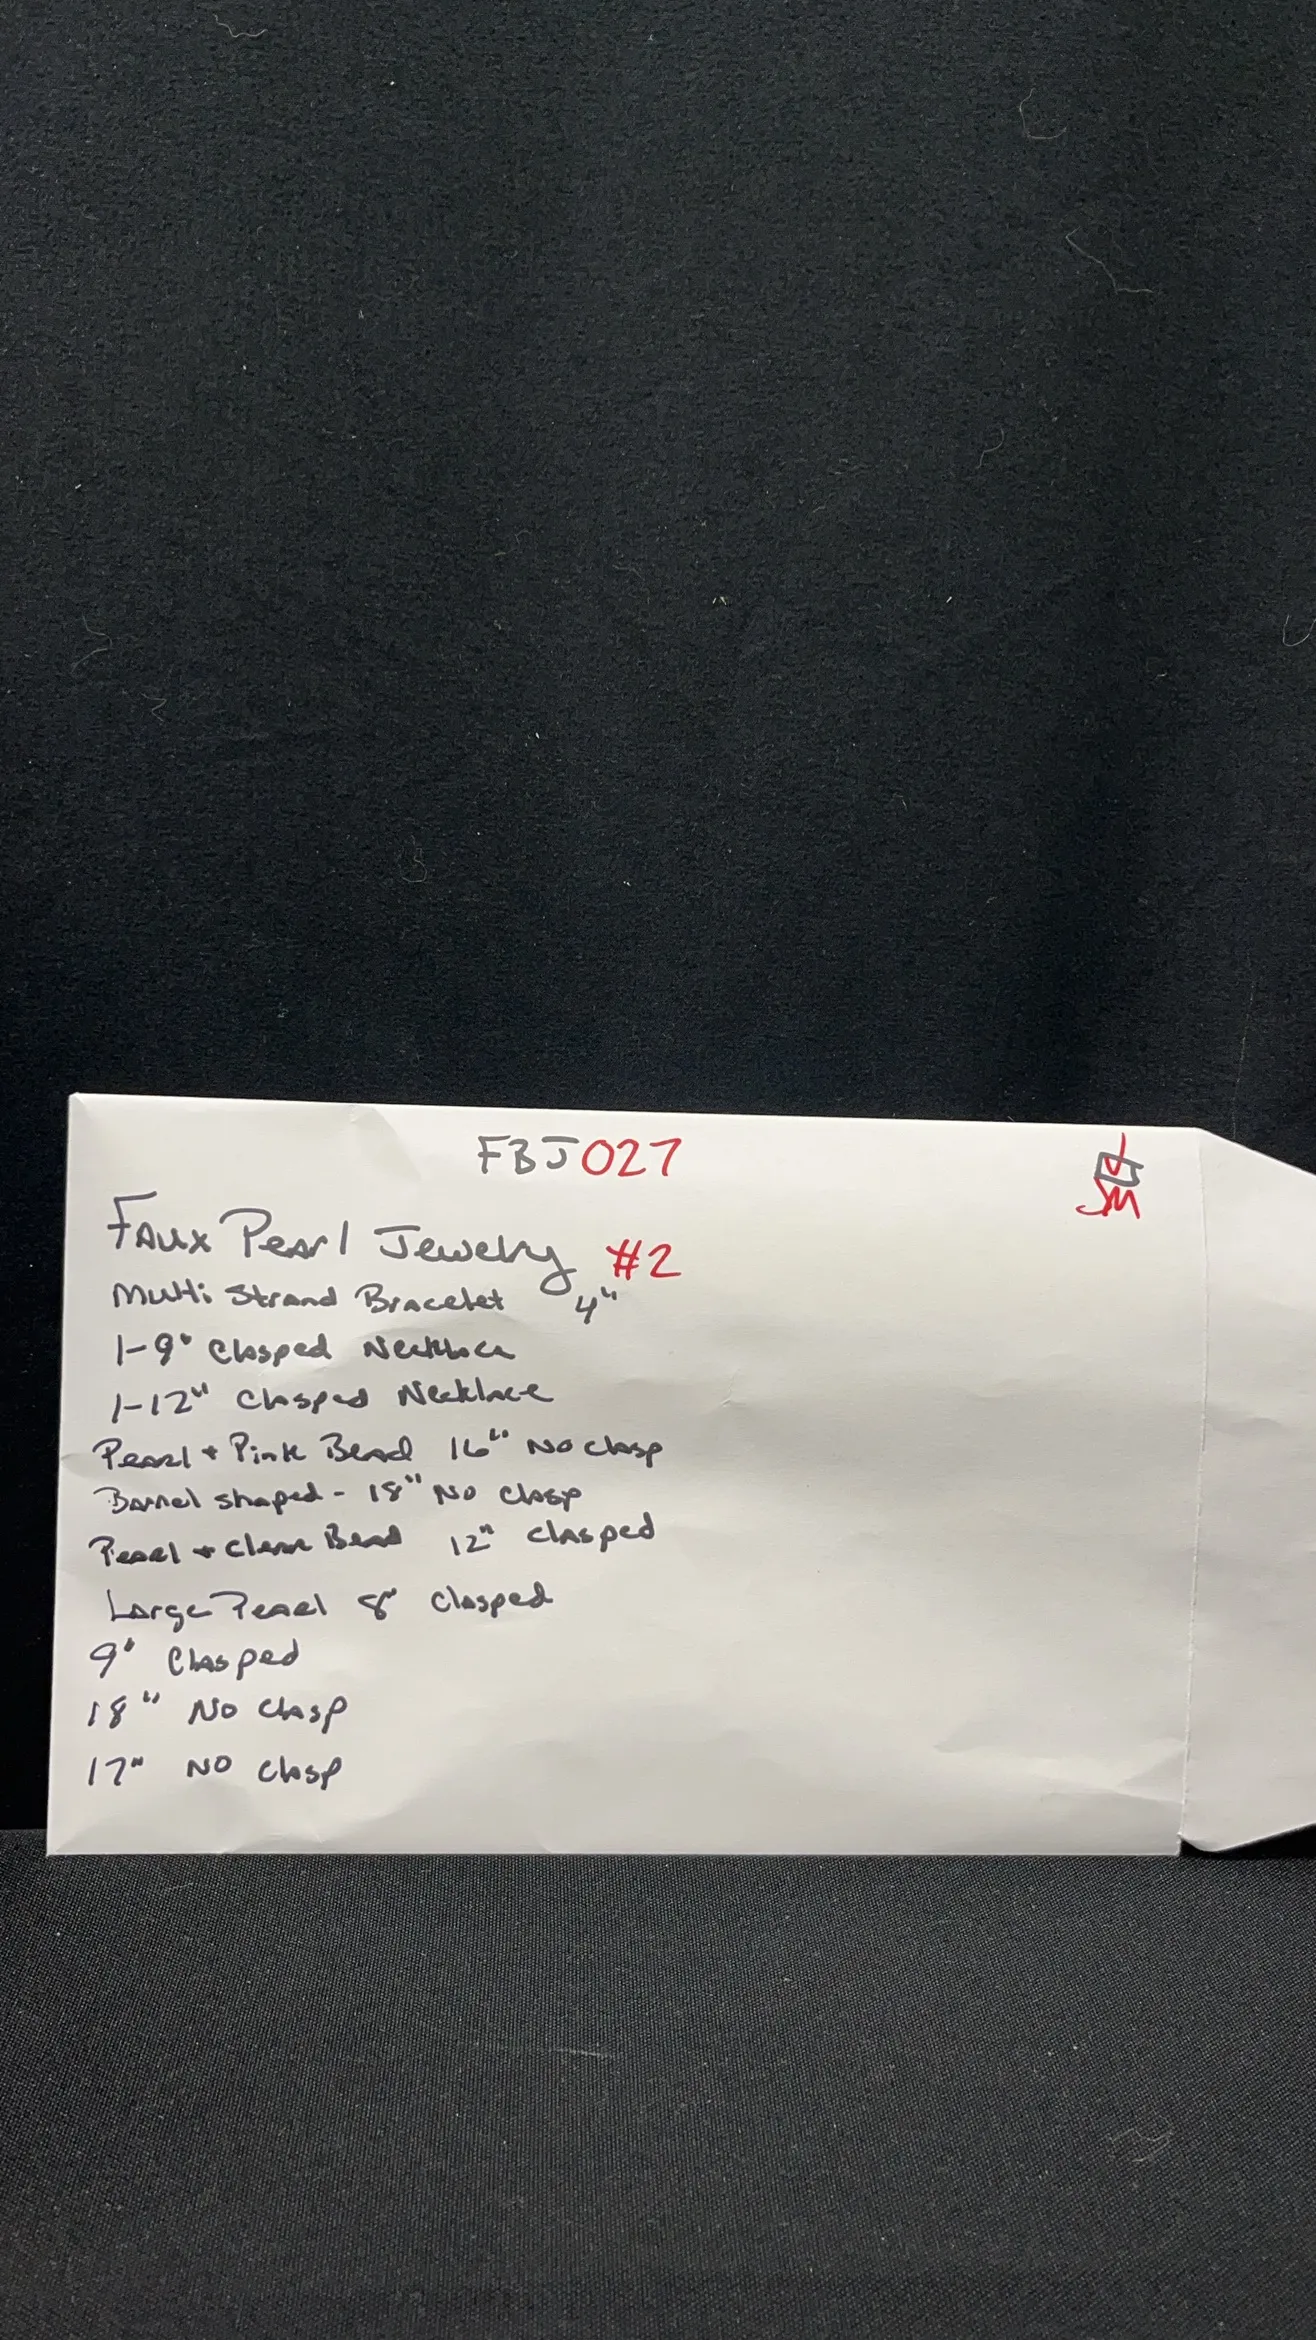 FBJ027
SM
Faux Pearl Jewelry #2
Multi Strand Bracelet 4"
1-9" Clasped Necklace
1-12" Clasped Necklace
Pearl + Pink Bead 16" No clasp
Barrel shaped - 18" No clasp
Pearl + Clear Bead 12" clasped
Large Pearl 8" clasped
9" Clasped
18" No clasp
17" No clasp